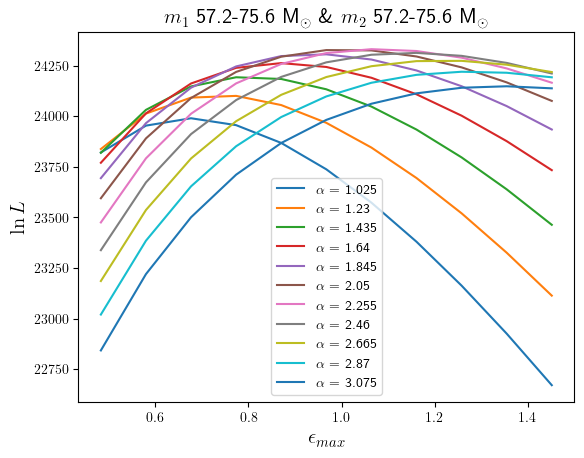 m₁ 57.2-75.6 M⊙ & m₂ 57.2-75.6 M⊙
ln L
24250
24000
23750
23500
23250
23000
22750
α = 1.025
α = 1.23
α = 1.435
α = 1.64
α = 1.845
α = 2.05
α = 2.255
α = 2.46
α = 2.665
α = 2.87
α = 3.075
0.6 0.8 1.0 1.2 1.4
ϵₘₐₓ